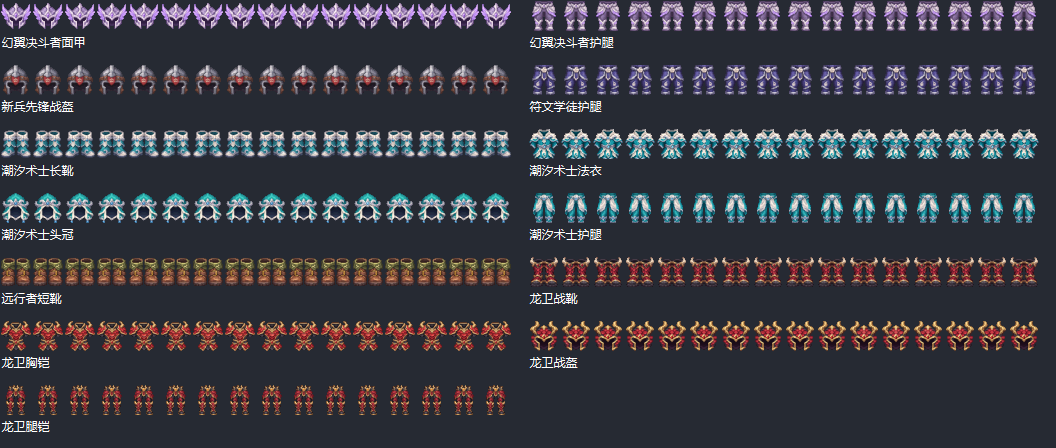 幻翼决斗者面甲
幻翼决斗者护腿
新兵先锋战盔
符文学徒护腿
潮汐术士长靴
潮汐术士法衣
潮汐术士头冠
潮汐术士护腿
远行者短靴
龙卫战靴
龙卫胸铠
龙卫战盔
龙卫腿铠